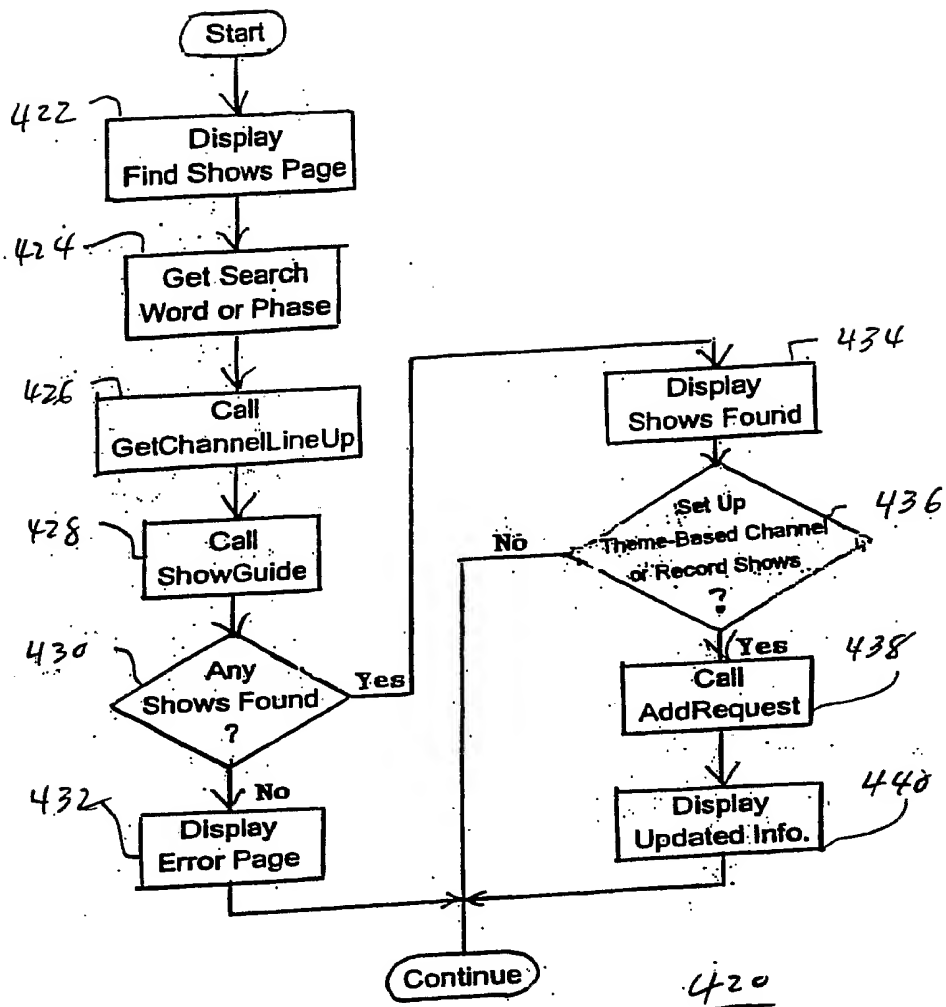 Start
422
Display
Find Shows Page
424
Get Search
Word or Phase
426
Call
GetChannelLineUp
428
Call
ShowGuide
430
Any
Shows Found
?
Yes
No
432
Display
Error Page
434
Display
Shows Found
436
Set Up
Theme-Based Channel
or Record Shows
?
No
Yes
438
Call
AddRequest
440
Display
Updated Info.
Continue
420